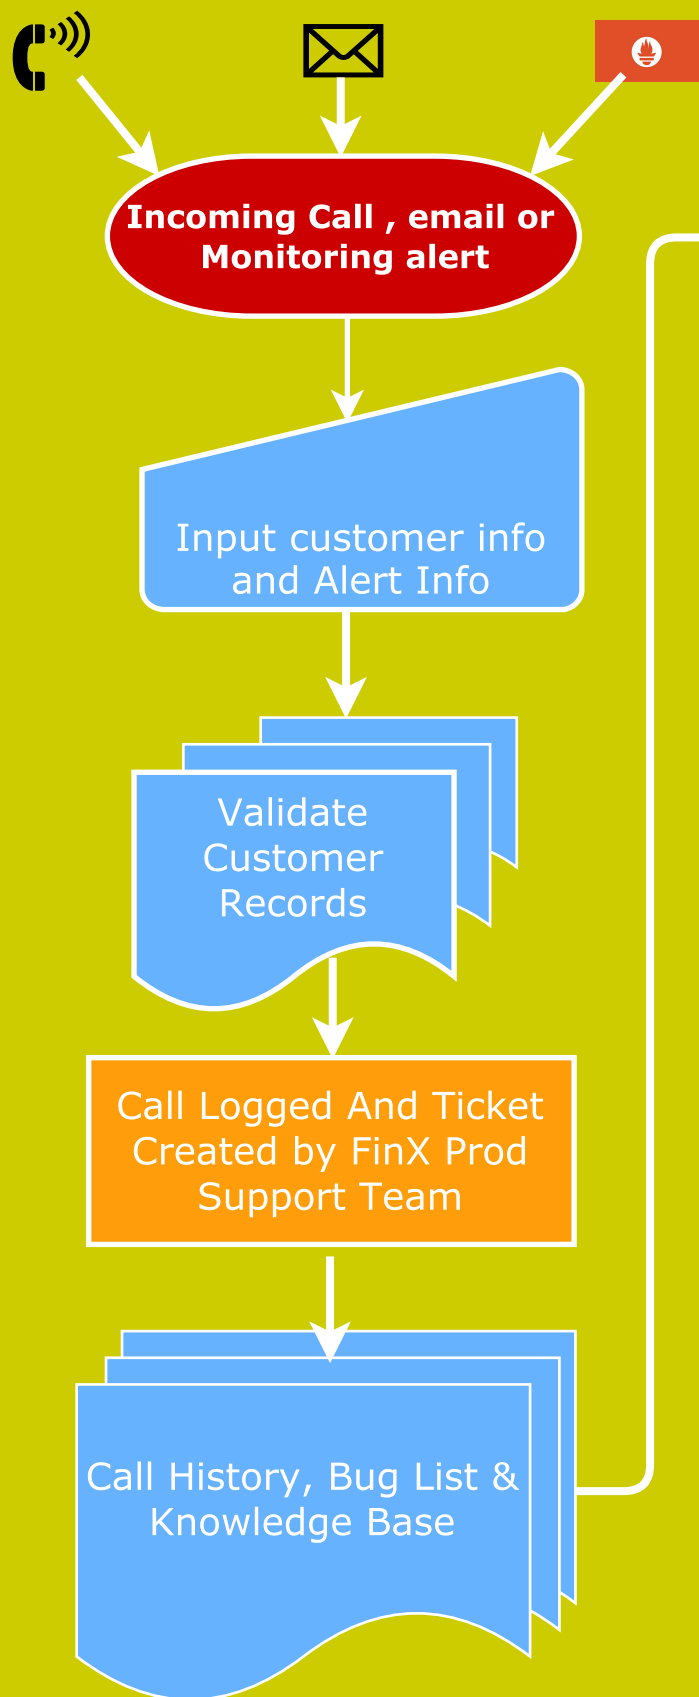 Incoming Call , email or
Monitoring alert
Input customer info
and Alert Info
Validate
Customer
Records
Call Logged And Ticket
Created by FinX Prod
Support Team
Call History, Bug List &
Knowledge Base